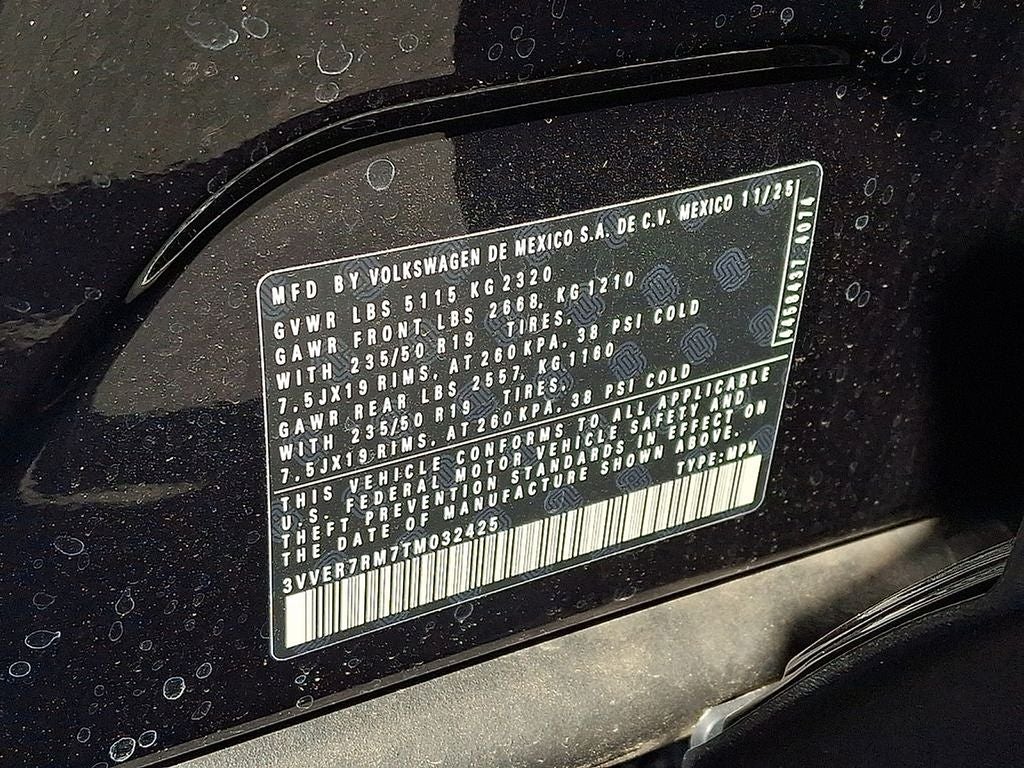 MFD BY VOLKSWAGEN DE MEXICO S.A. DE C.V. MEXICO 11/25
GVWR LBS 5115 KG 2320
GAWR FRONT LBS 2668, KG 1210
WITH 235/50 R19 TIRES,
7,5JX19 RIMS, AT 260 KPA, 38 PSI COLD
GAWR REAR LBS 2557, KG 1160
WITH 235/50 R19 TIRES,
7,5JX19 RIMS, AT 260 KPA, 38 PSI COLD
THIS VEHICLE CONFORMS TO ALL APPLICABLE
U.S. FEDERAL MOTOR VEHICLE SAFETY AND
THEFT PREVENTION STANDARDS IN EFFECT ON
THE DATE OF MANUFACTURE SHOWN ABOVE.
3VVER7RM7TM032425 TYPE:MPV
4074